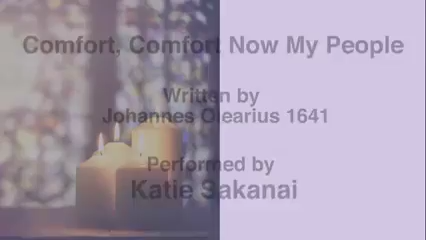 Comfort, Comfort Now My People
Written by
Johannes Olearius 1641
Performed by
Katie Sakanai